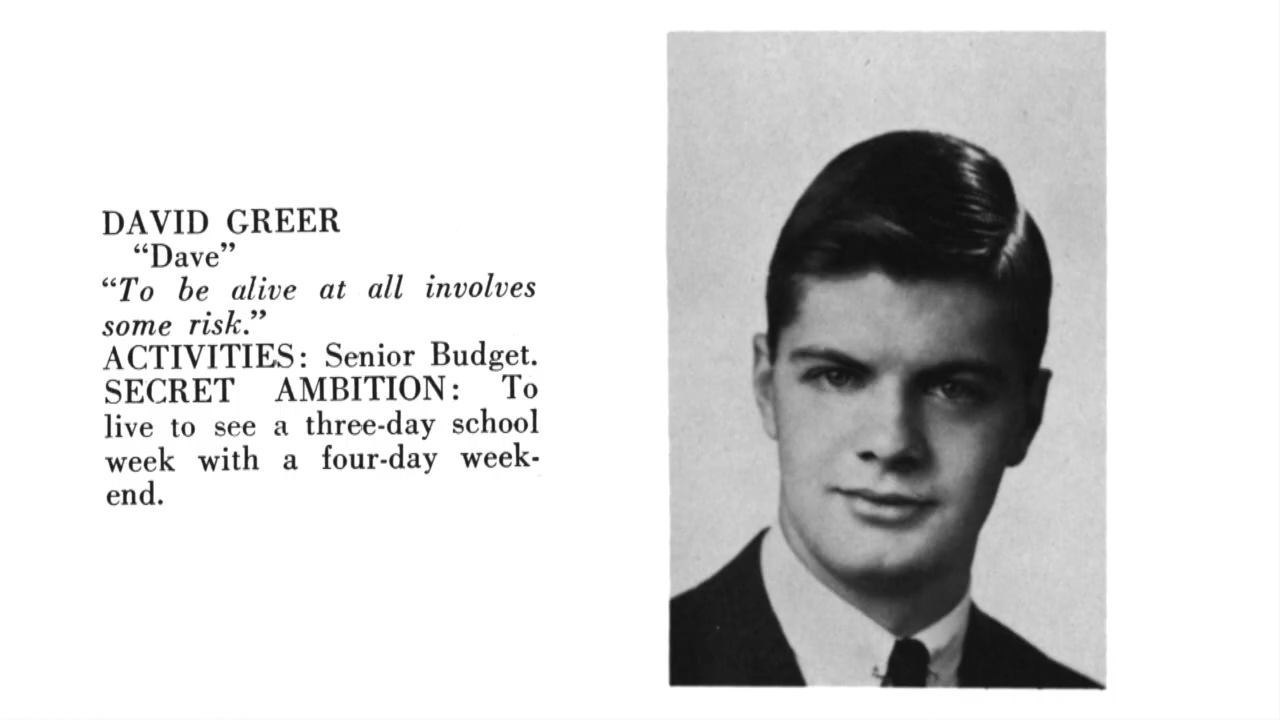 DAVID GREER
“Dave”
“To be alive at all involves
some risk.”
ACTIVITIES: Senior Budget.
SECRET AMBITION: To
live to see a three-day school
week with a four-day week-
end.